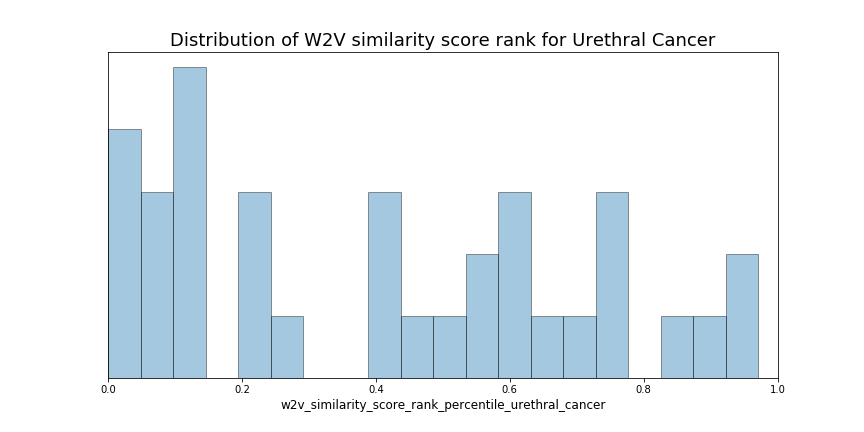 Distribution of W2V similarity score rank for Urethral Cancer
0.0 0.2 0.4 0.6 0.8 1.0
w2v_similarity_score_rank_percentile_urethral_cancer